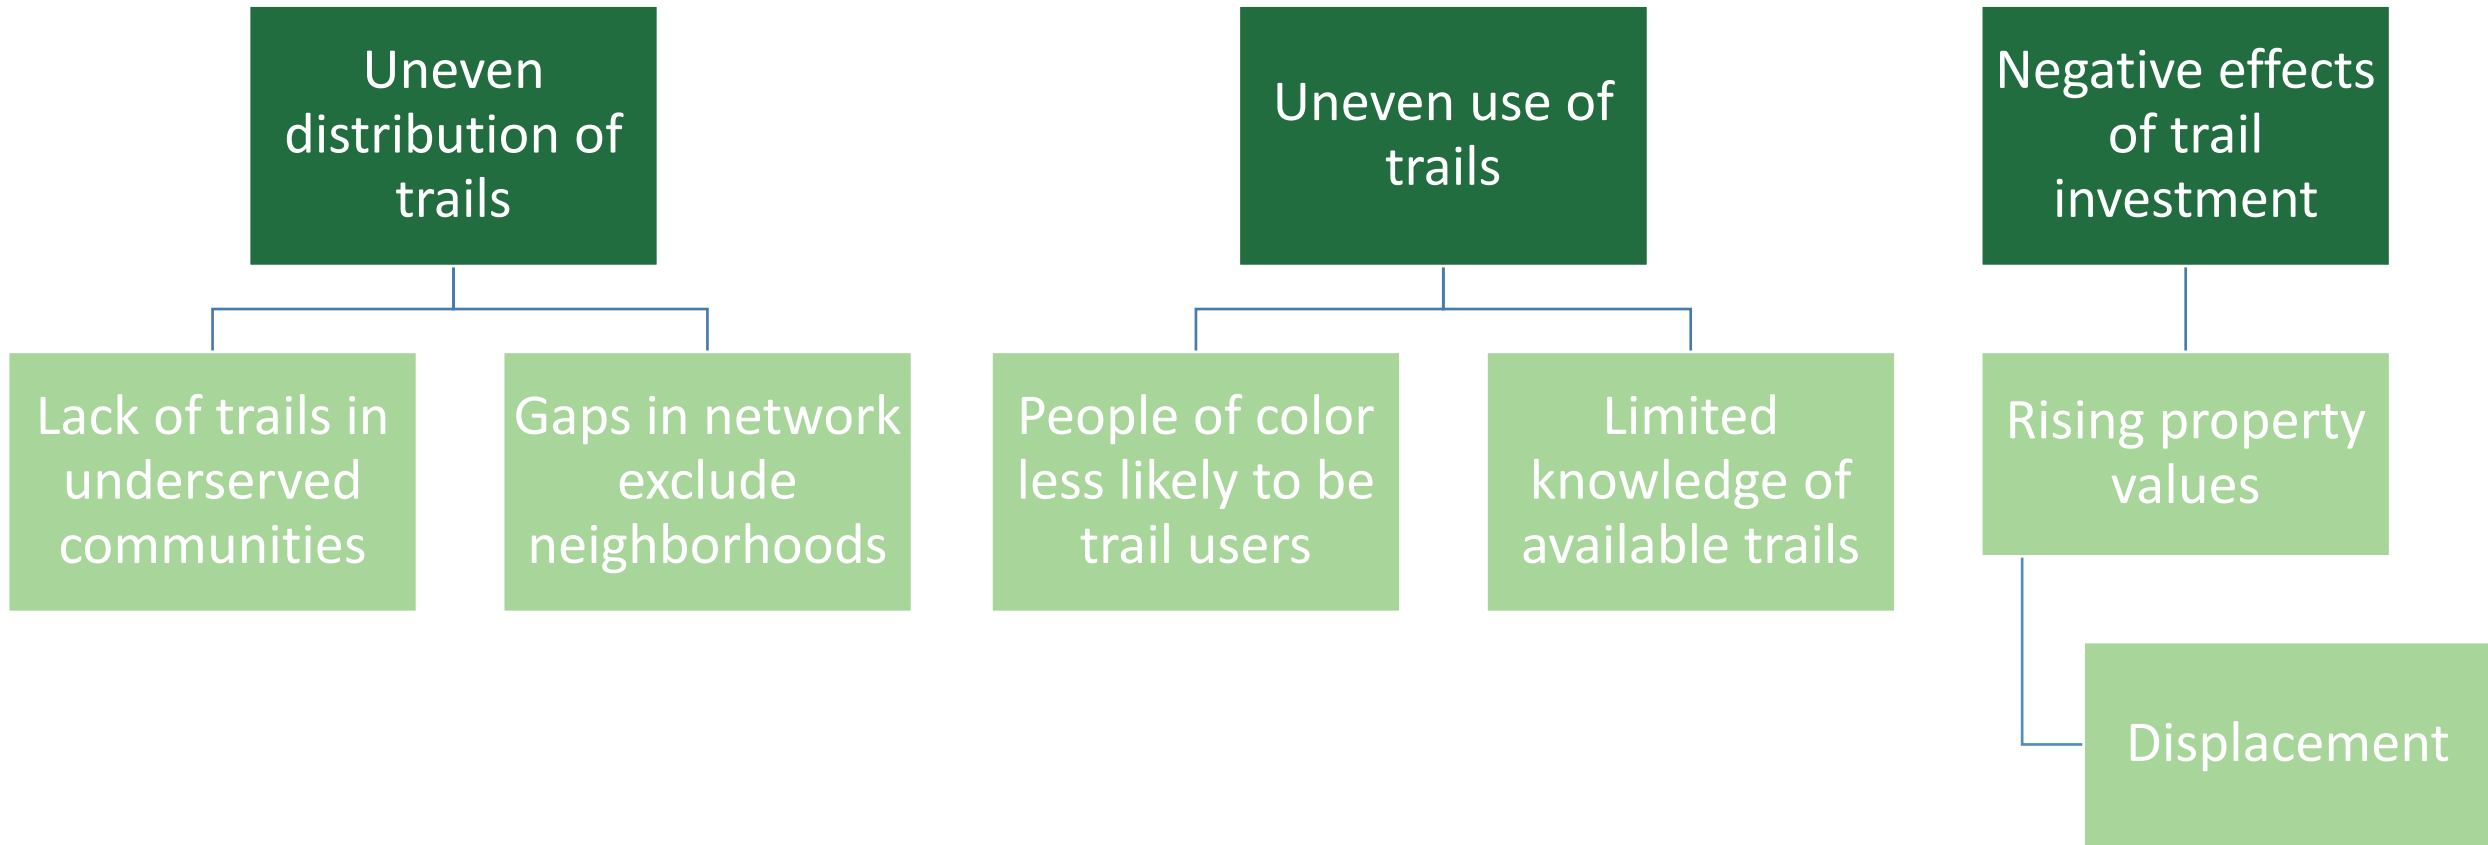 Uneven
distribution of
trails
Lack of trails in
underserved
communities
Gaps in network
exclude
neighborhoods
Uneven use of
trails
People of color
less likely to be
trail users
Limited
knowledge of
available trails
Negative effects
of trail
investment
Rising property
values
Displacement